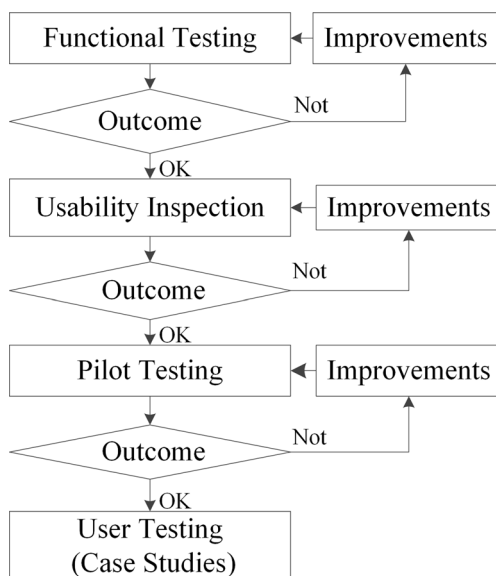 Functional Testing
Improvements
Outcome
Not
OK
Usability Inspection
Improvements
Outcome
Not
OK
Pilot Testing
Improvements
Outcome
Not
OK
User Testing
(Case Studies)